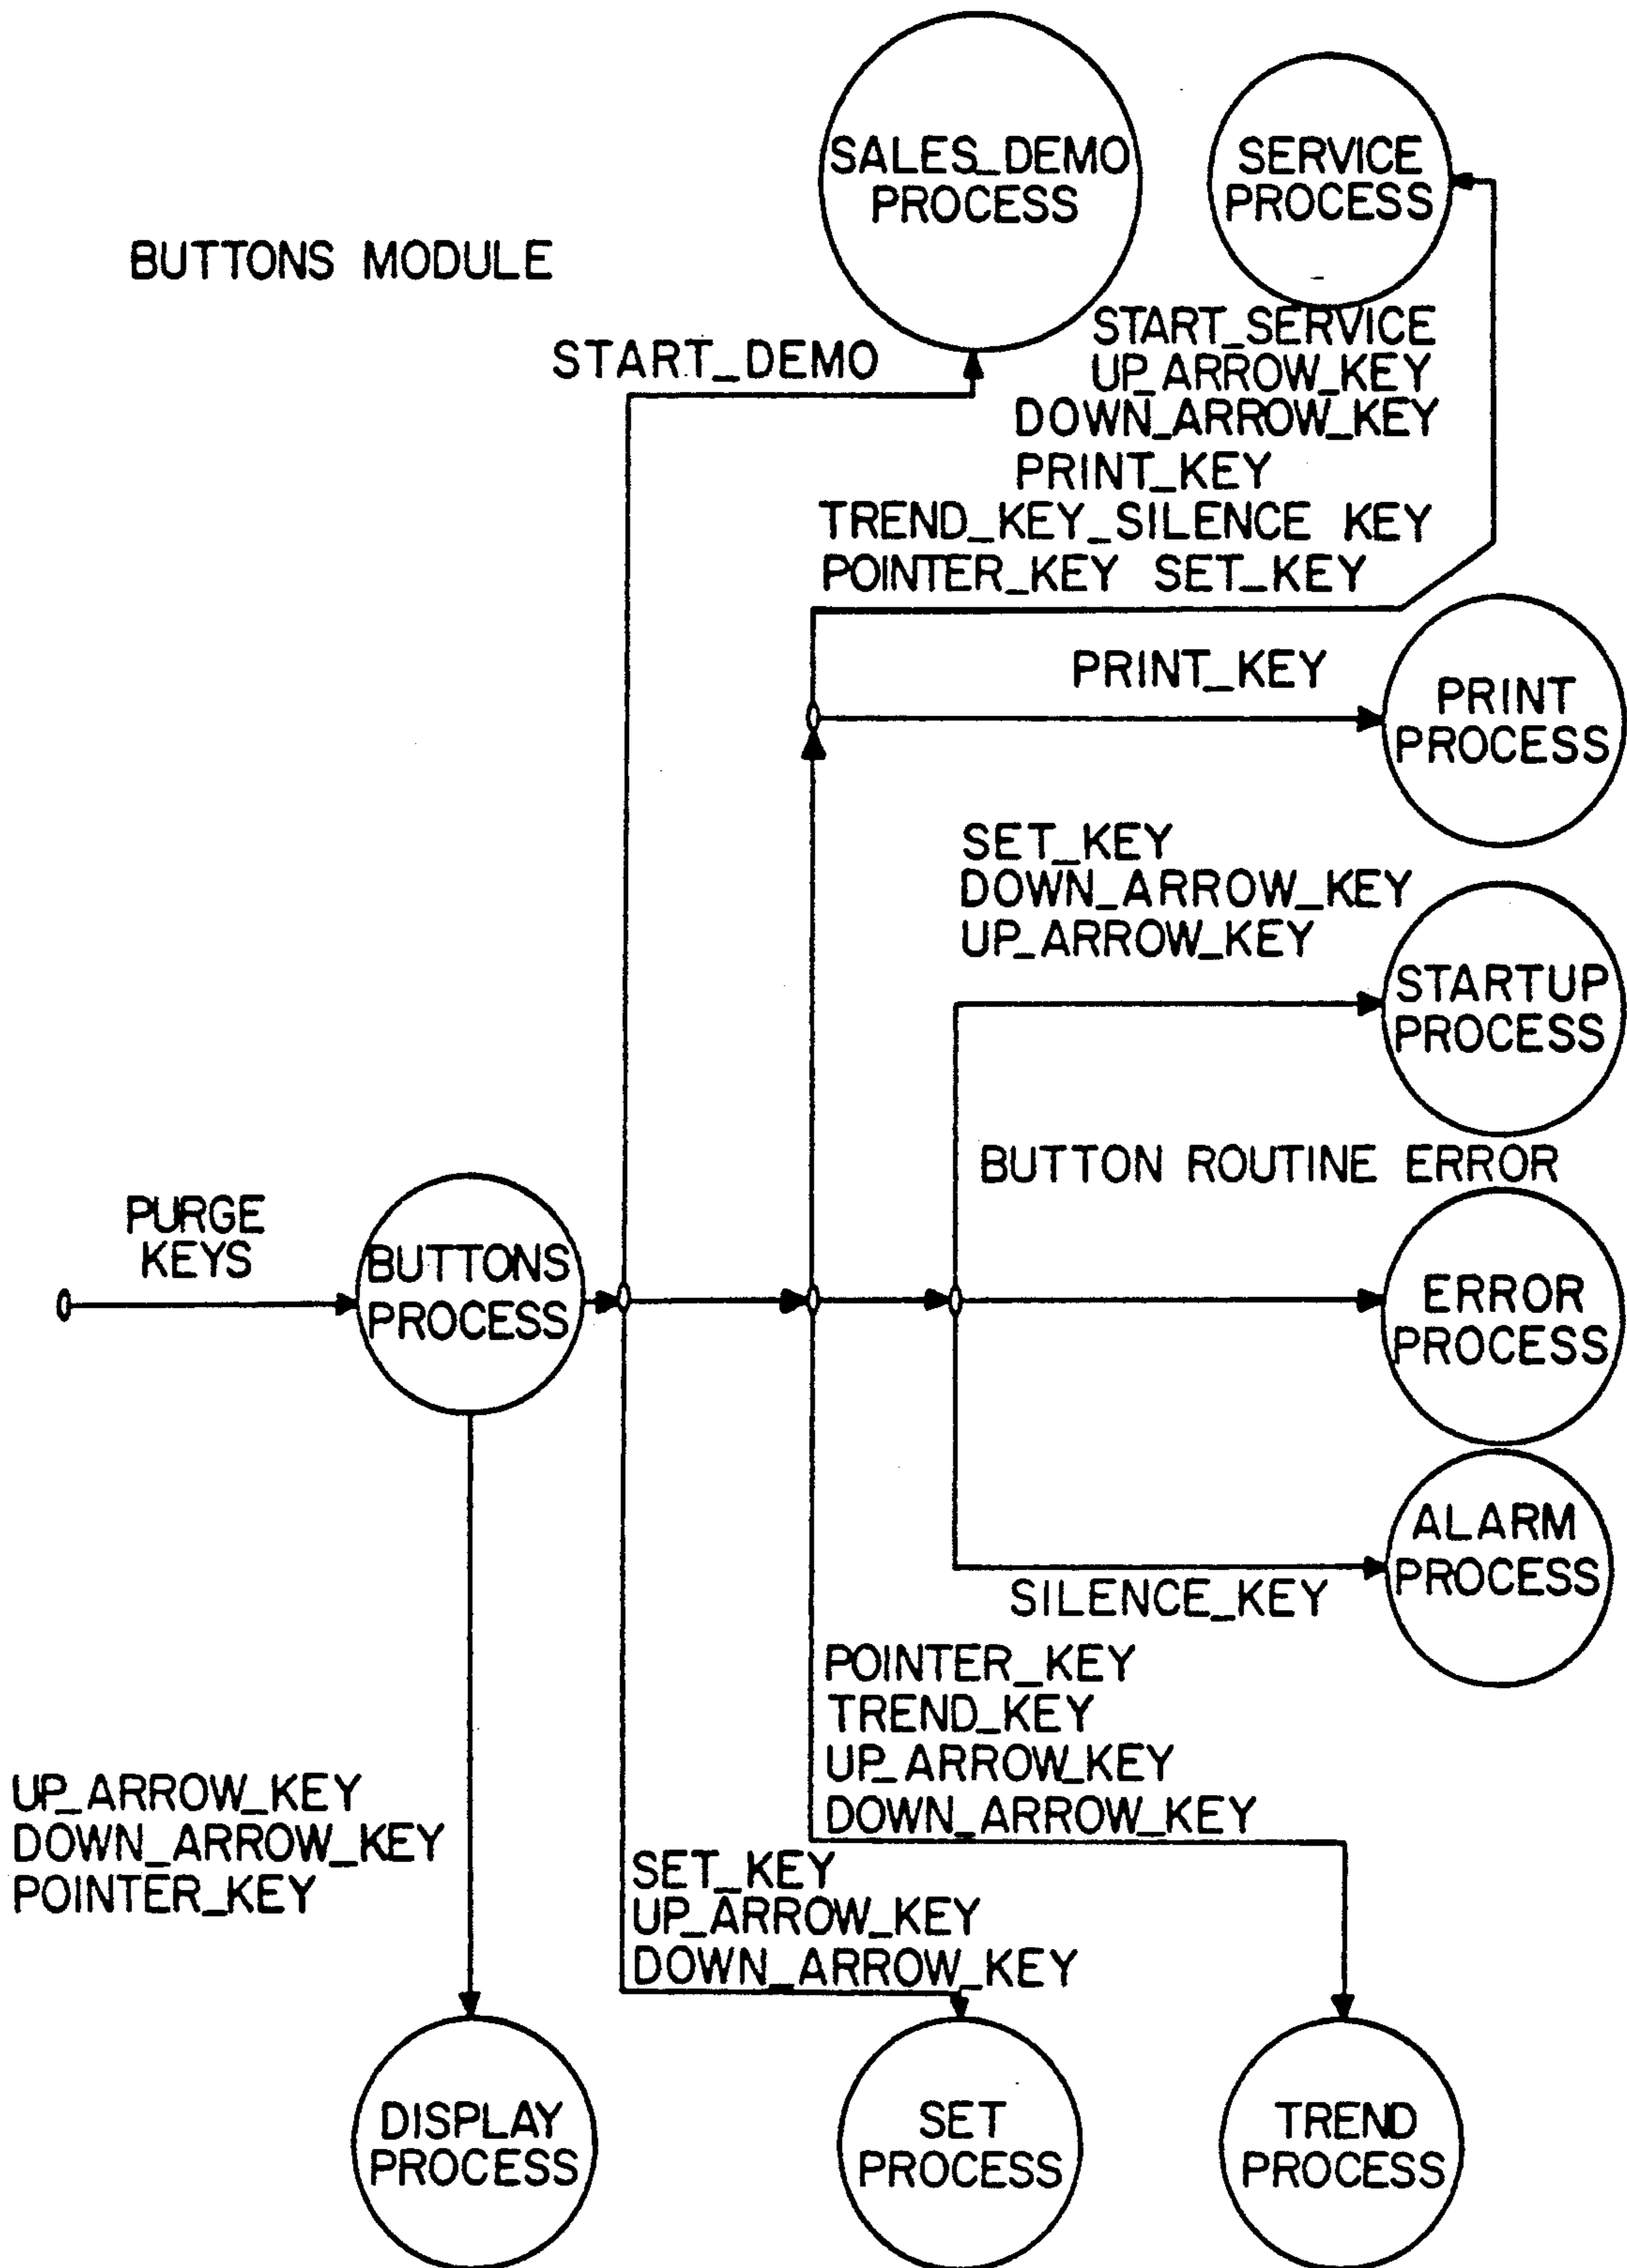 SALES_DEMO
PROCESS
SERVICE
PROCESS
BUTTONS MODULE
START_DEMO
START_SERVICE
UP_ARROW_KEY
DOWN_ARROW_KEY
PRINT_KEY
TREND_KEY_SILENCE KEY
POINTER_KEY SET_KEY
PRINT_KEY
PRINT
PROCESS
SET_KEY
DOWN_ARROW_KEY
UP_ARROW_KEY
STARTUP
PROCESS
BUTTON ROUTINE ERROR
PURGE
KEYS
BUTTONS
PROCESS
ERROR
PROCESS
ALARM
PROCESS
SILENCE_KEY
POINTER_KEY
TREND_KEY
UP_ARROW_KEY
DOWN_ARROW_KEY
UP_ARROW_KEY
DOWN_ARROW_KEY
POINTER_KEY
SET_KEY
UP_ARROW_KEY
DOWN_ARROW_KEY
DISPLAY
PROCESS
SET
PROCESS
TREND
PROCESS